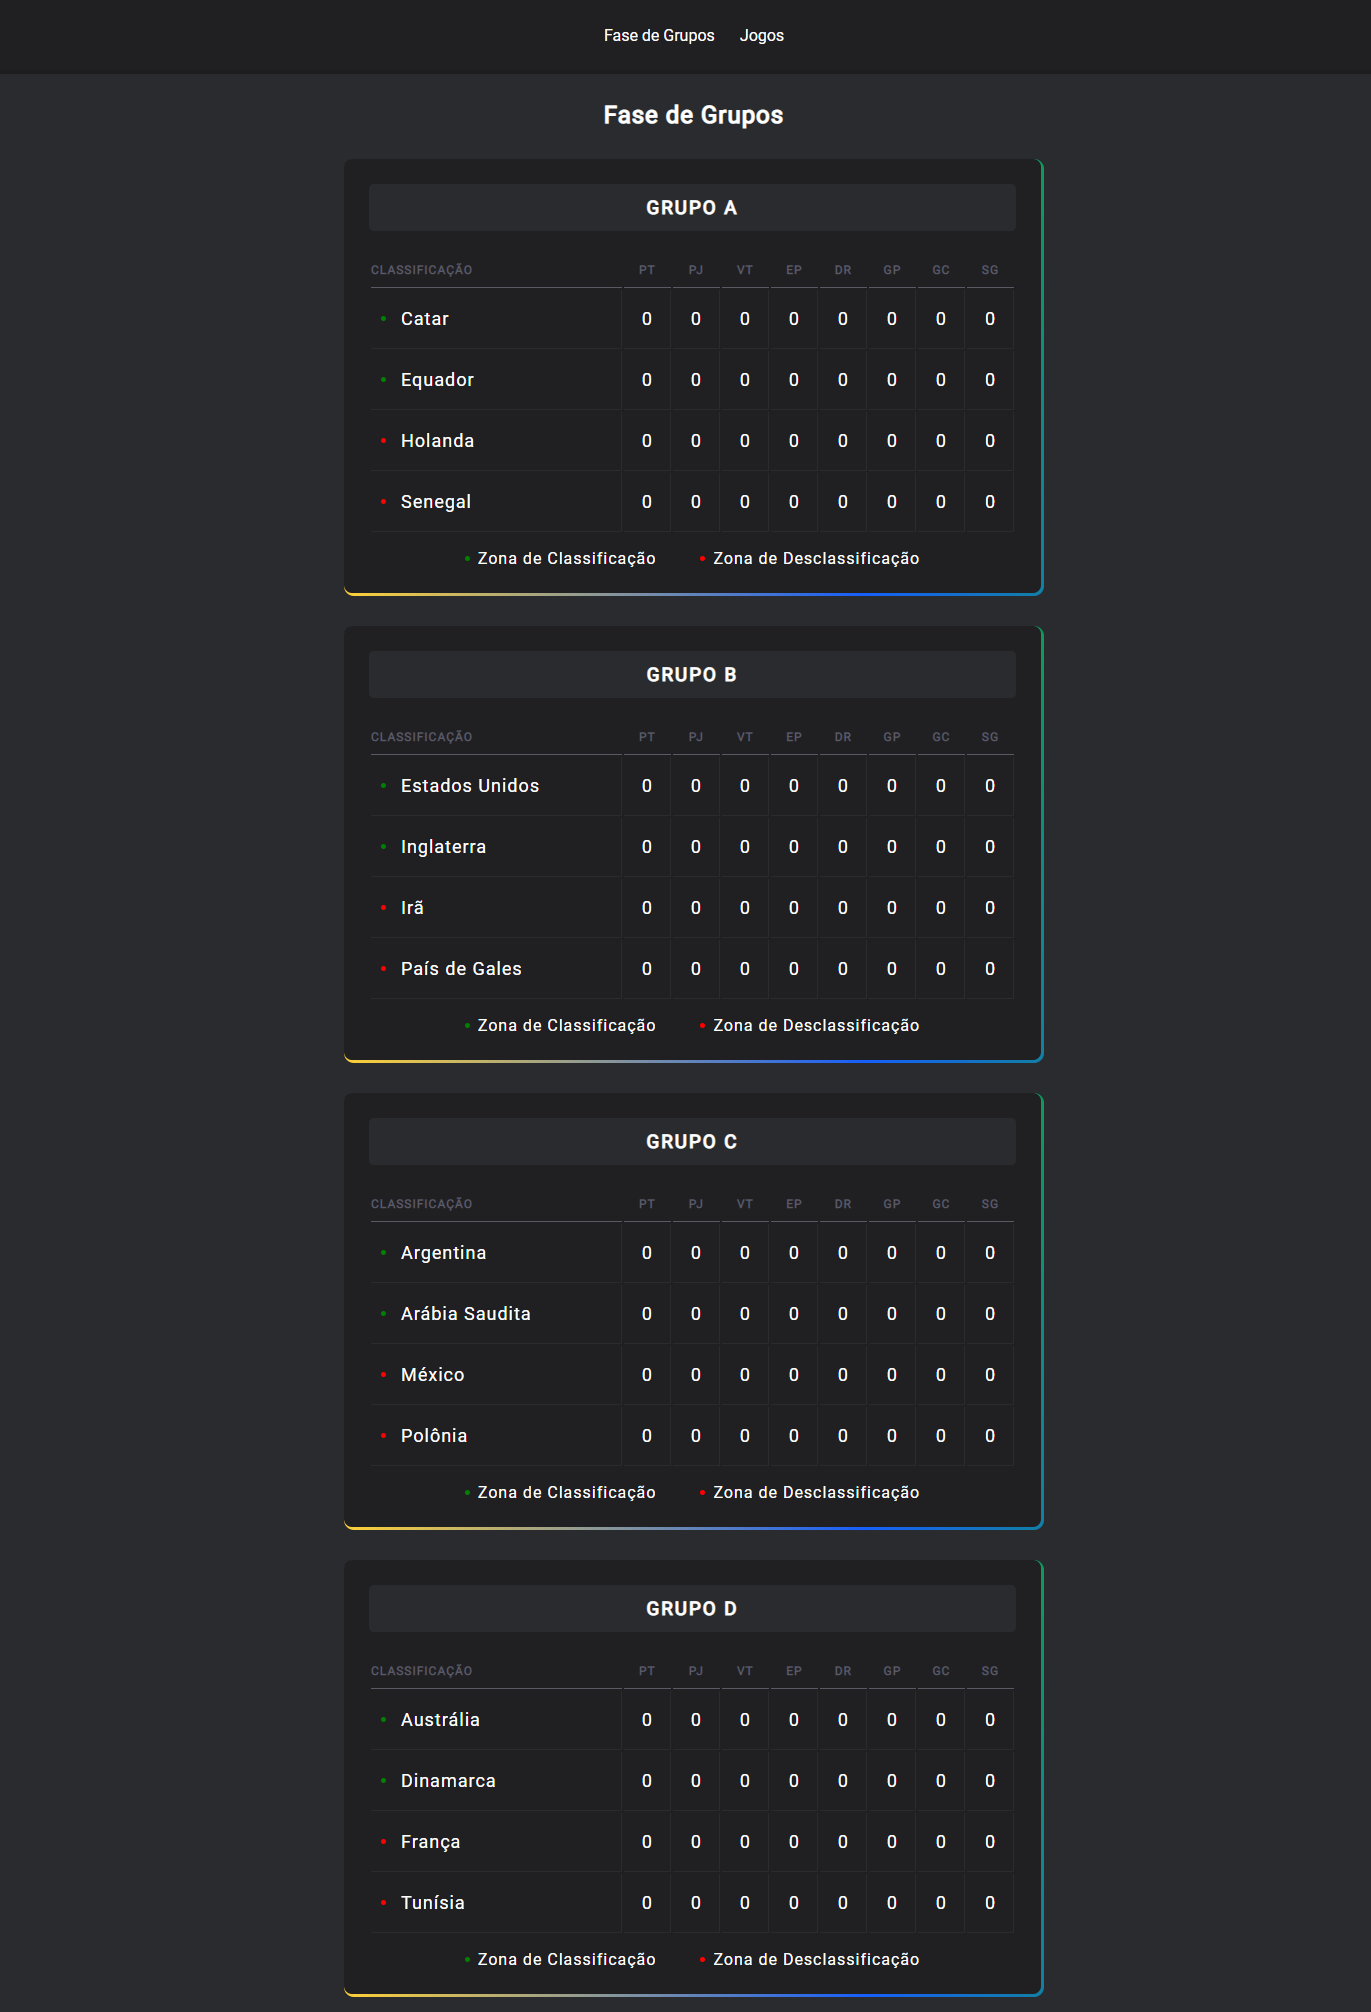 Fase de Grupos Jogos
Fase de Grupos
GRUPO A
CLASSIFICAÇÃO PT PJ VT EP DR GP GC SG
Catar 0 0 0 0 0 0 0 0
Equador 0 0 0 0 0 0 0 0
Holanda 0 0 0 0 0 0 0 0
Senegal 0 0 0 0 0 0 0 0
Zona de Classificação Zona de Desclassificação
GRUPO B
CLASSIFICAÇÃO PT PJ VT EP DR GP GC SG
Estados Unidos 0 0 0 0 0 0 0 0
Inglaterra 0 0 0 0 0 0 0 0
Irã 0 0 0 0 0 0 0 0
País de Gales 0 0 0 0 0 0 0 0
Zona de Classificação Zona de Desclassificação
GRUPO C
CLASSIFICAÇÃO PT PJ VT EP DR GP GC SG
Argentina 0 0 0 0 0 0 0 0
Arábia Saudita 0 0 0 0 0 0 0 0
México 0 0 0 0 0 0 0 0
Polônia 0 0 0 0 0 0 0 0
Zona de Classificação Zona de Desclassificação
GRUPO D
CLASSIFICAÇÃO PT PJ VT EP DR GP GC SG
Austrália 0 0 0 0 0 0 0 0
Dinamarca 0 0 0 0 0 0 0 0
França 0 0 0 0 0 0 0 0
Tunísia 0 0 0 0 0 0 0 0
Zona de Classificação Zona de Desclassificação